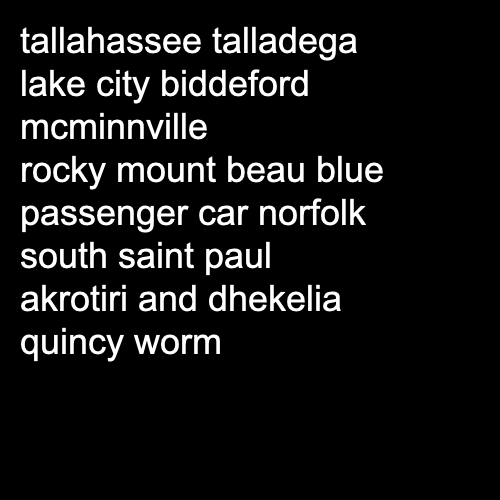 tallahassee talladega
lake city biddeford
mcminnville
rocky mount beau blue
passenger car norfolk
south saint paul
akrotiri and dhekelia
quincy worm